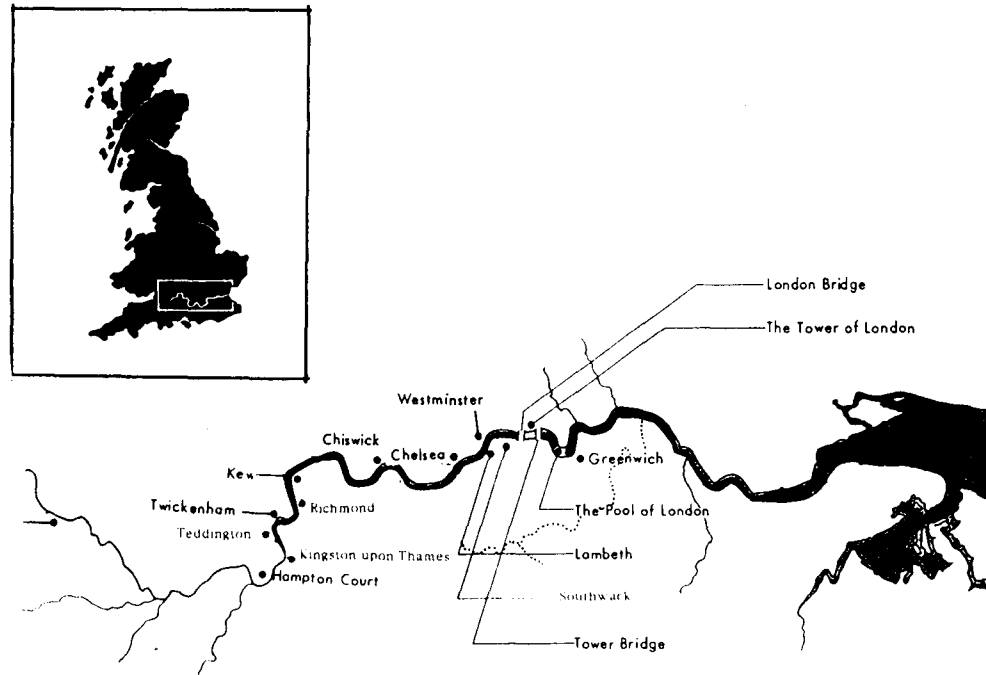 London Bridge
The Tower of London
Westminster
Chiswick
Chelsea
Kew
Greenwich
Twickenham
Richmond
The Pool of London
Teddington
Kingston upon Thames
Lambeth
Hampton Court
Southwack
Tower Bridge